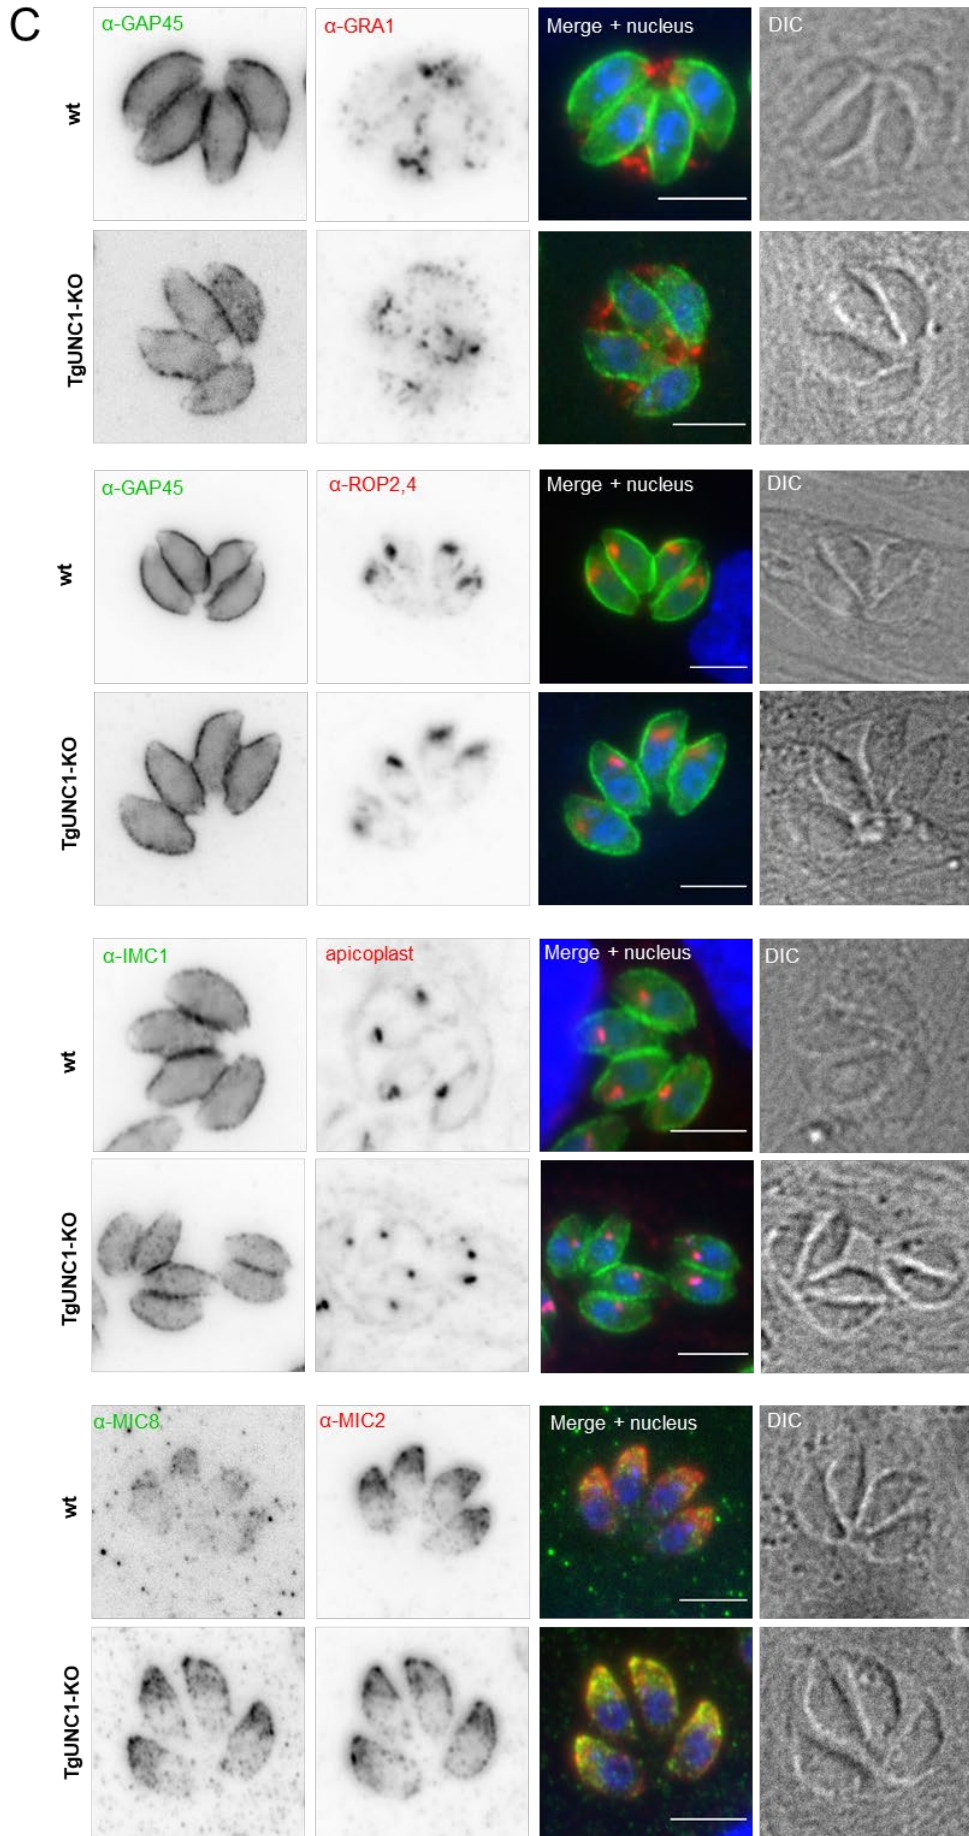 C
α-GAP45 α-GRA1 Merge + nucleus DIC
wt
TgUNC1-KO
α-GAP45 α-ROP2,4 Merge + nucleus DIC
wt
TgUNC1-KO
α-IMC1 apicoplast Merge + nucleus DIC
wt
TgUNC1-KO
α-MIC8 α-MIC2 Merge + nucleus DIC
wt
TgUNC1-KO